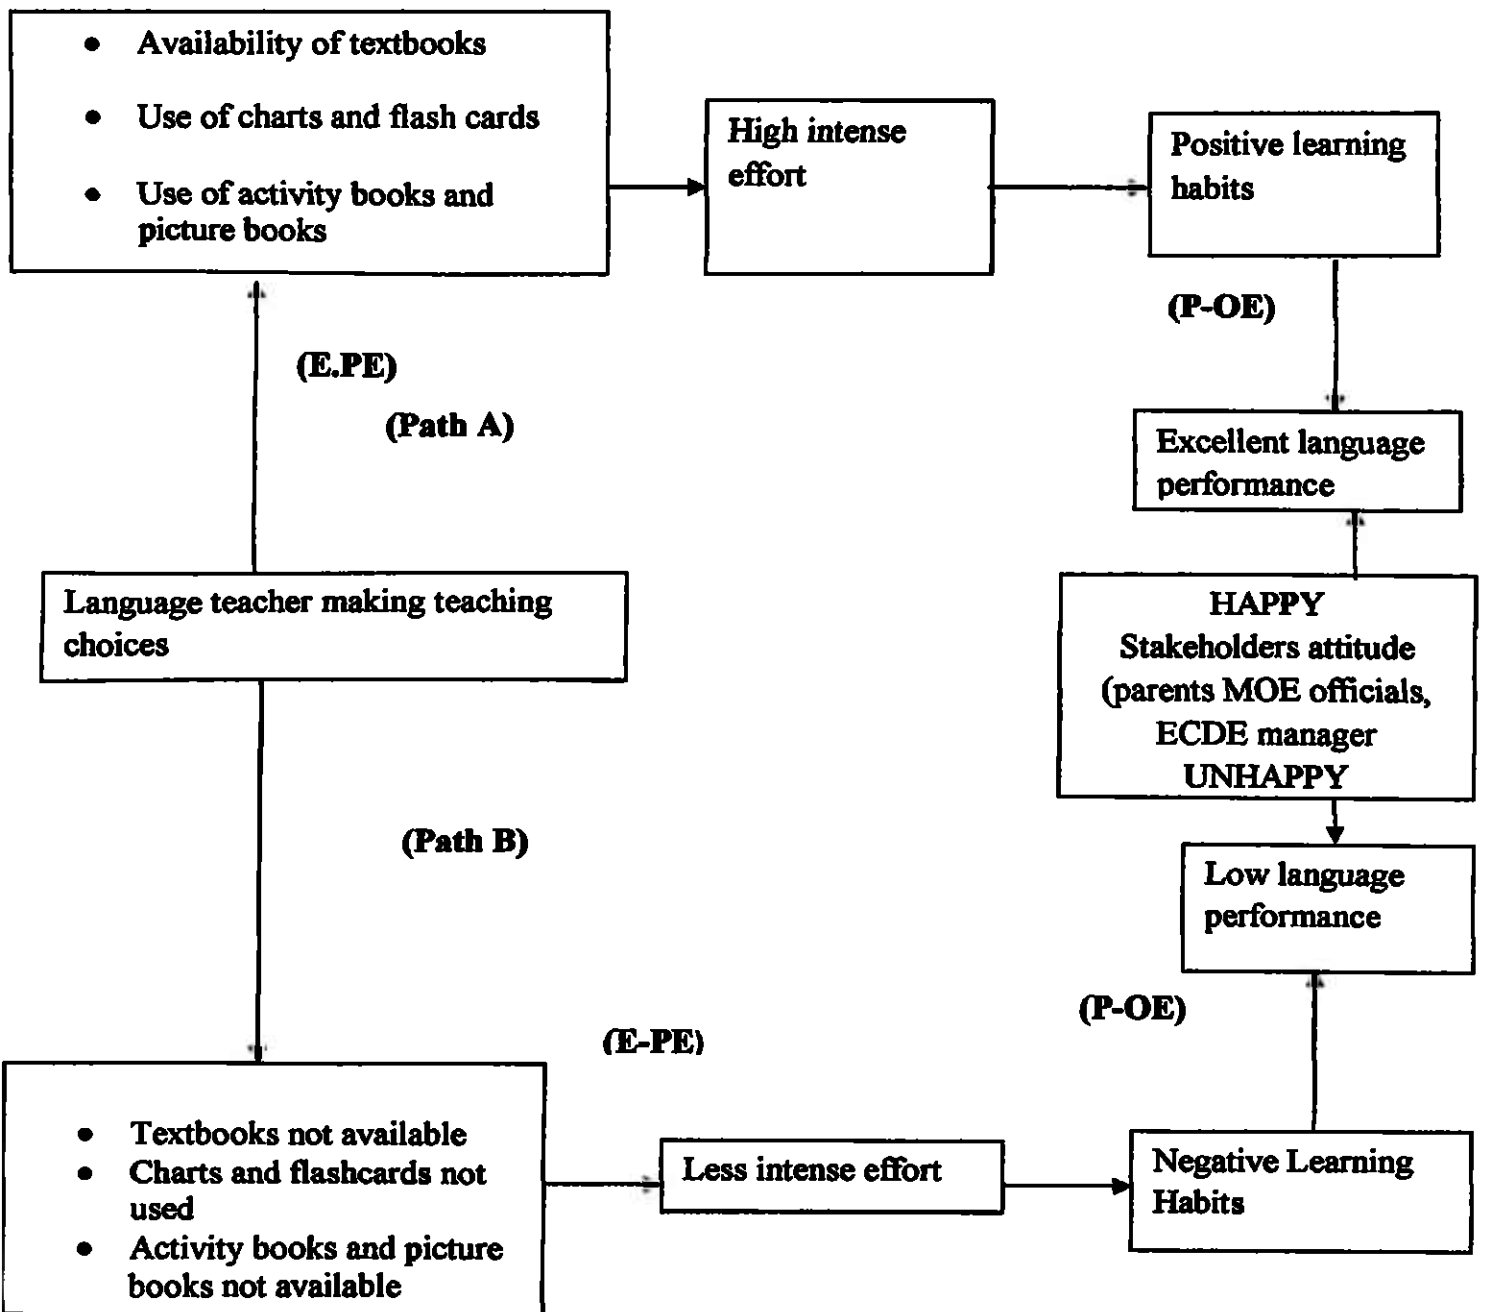 • Availability of textbooks
• Use of charts and flash cards
• Use of activity books and
picture books
High intense
effort
Positive learning
habits
(P-OE)
(E.PE)
(Path A)
Excellent language
performance
Language teacher making teaching
choices
HAPPY
Stakeholders attitude
(parents MOE officials,
ECDE manager
UNHAPPY
(Path B)
Low language
performance
(P-OE)
(E-PE)
• Textbooks not available
• Charts and flashcards not
used
• Activity books and picture
books not available
Less intense effort
Negative Learning
Habits